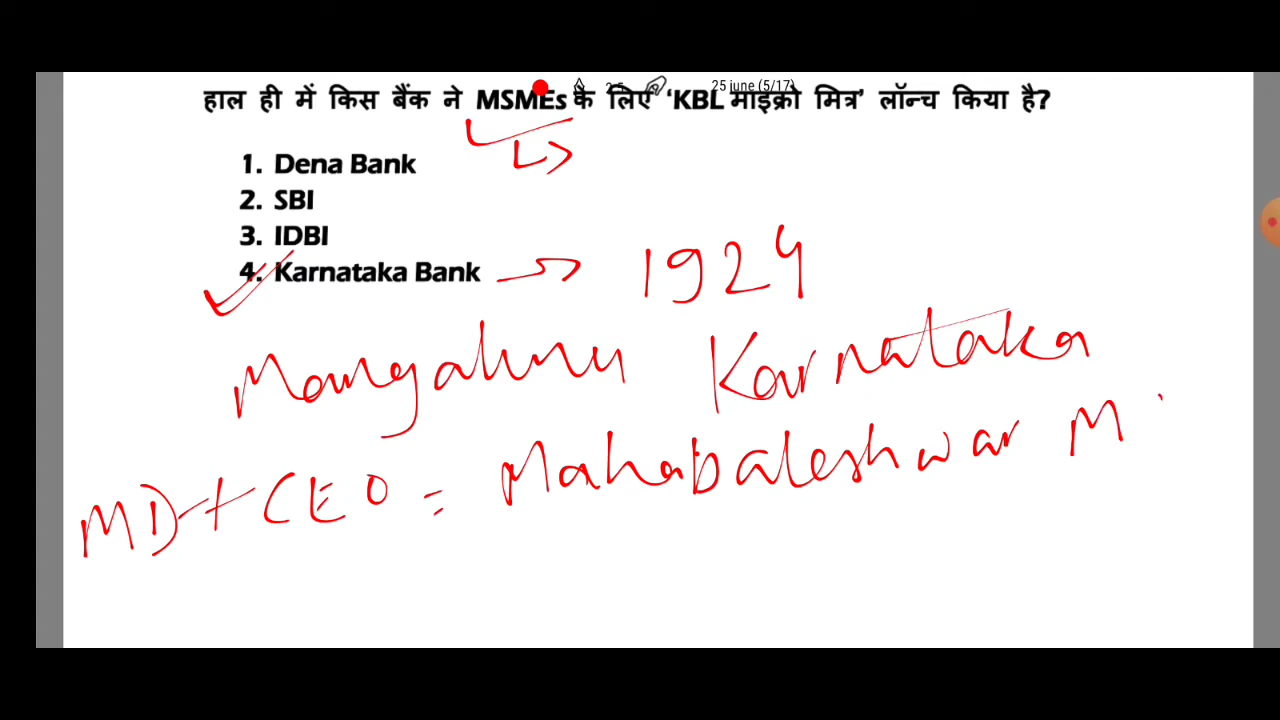 25 june (5/17)
हाल ही में किस बैंक ने MSMEs के लिए ‘KBL माइक्रो मित्र’ लॉन्च किया है?
1. Dena Bank
2. SBI
3. IDBI
4. Karnataka Bank → 1924
Mangaluru Karnataka
MD + CEO = Mahabaleshwar M.